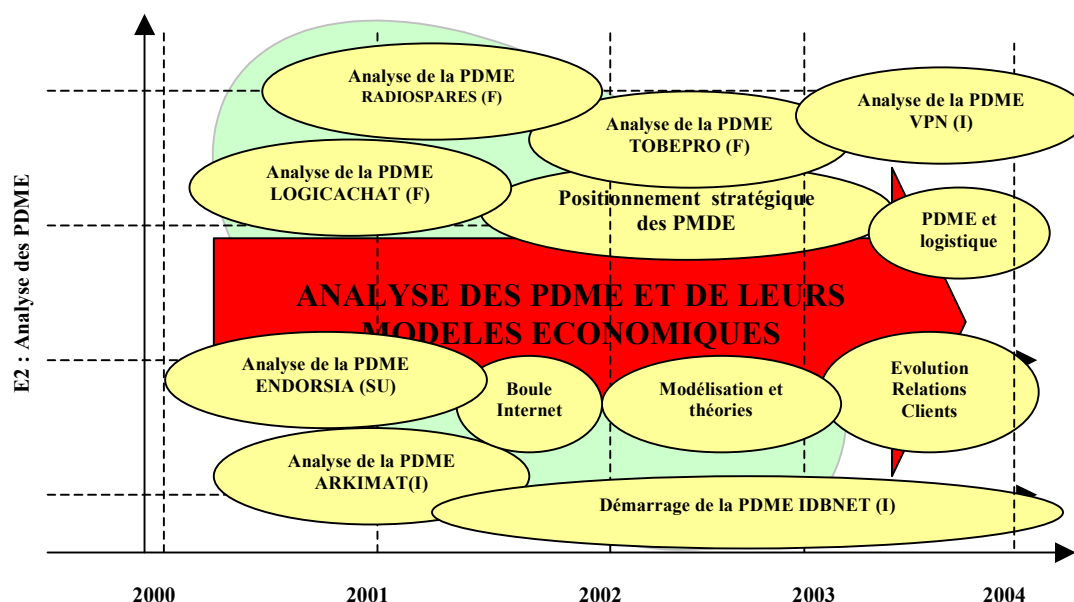 E2 : Analyse des PDME
Analyse de la PDME
RADIOSPARES (F)
Analyse de la PDME
TOBEPRO (F)
Analyse de la PDME
VPN (I)
Analyse de la PDME
LOGICACHAT (F)
Positionnement stratégique
des PMDE
PDME et
logistique
ANALYSE DES PDME ET DE LEURS
MODELES ECONOMIQUES
Analyse de la PDME
ENDORSIA (SU)
Boule
Internet
Modélisation et
théories
Evolution
Relations
Clients
Analyse de la PDME
ARKIMAT(I)
Démarrage de la PDME IDBNET (I)
2000 2001 2002 2003 2004